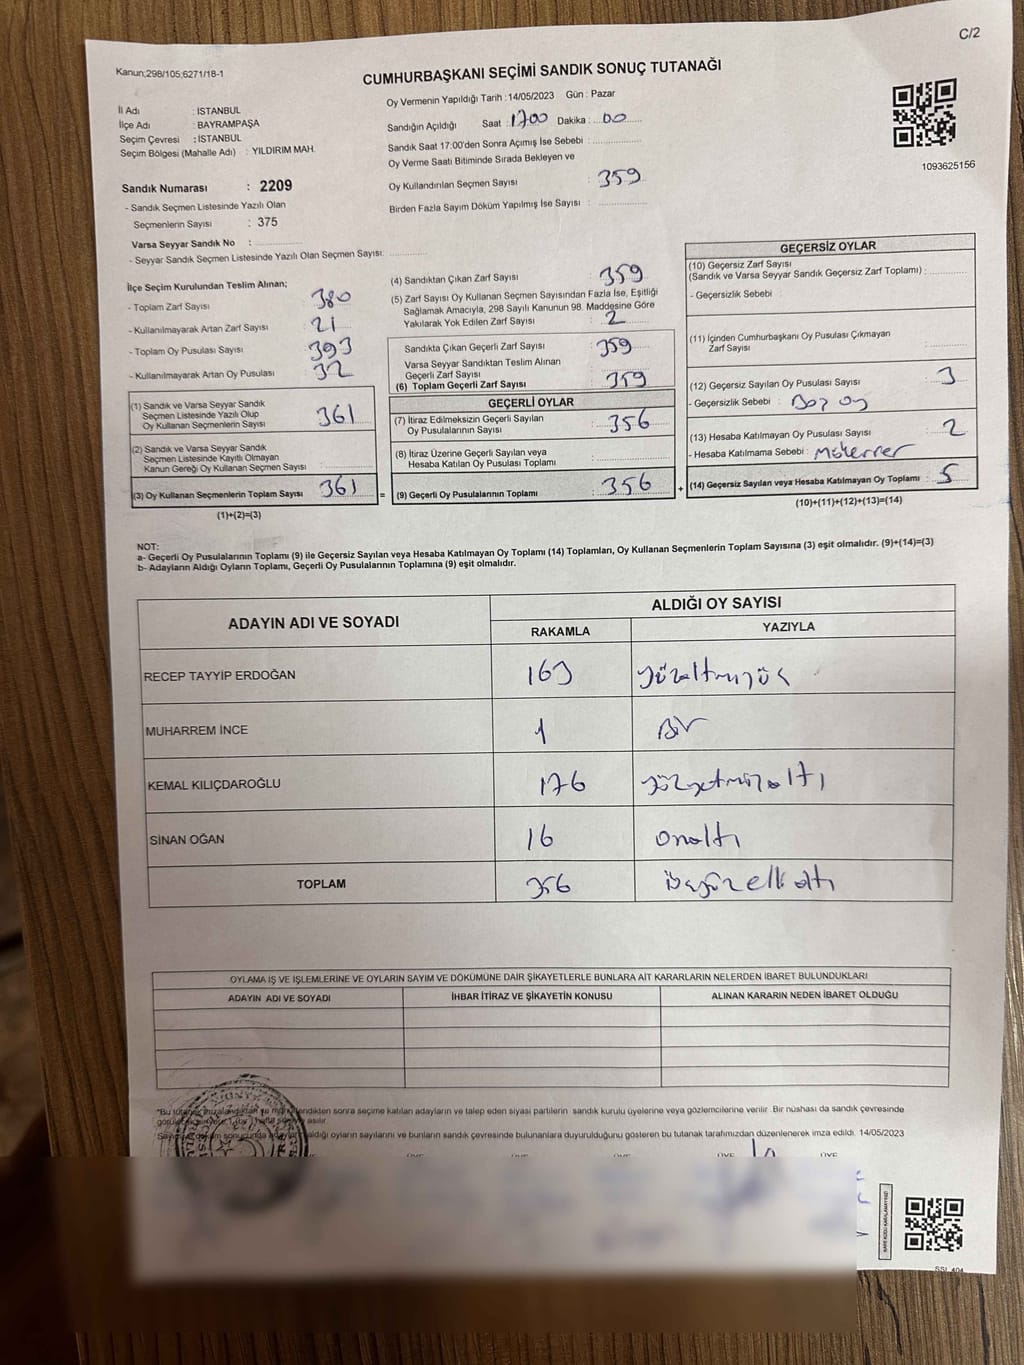 C/2
Kanun;298/105;6271/18-1
CUMHURBAŞKANI SEÇİMİ SANDIK SONUÇ TUTANAĞI
İl Adı : İSTANBUL
İlçe Adı : BAYRAMPAŞA
Seçim Çevresi : İSTANBUL
Seçim Bölgesi (Mahalle Adı) : YILDIRIM MAH.
Sandık Numarası : 2209
- Sandık Seçmen Listesinde Yazılı Olan
Seçmenlerin Sayısı : 375
Varsa Seyyar Sandık No :
- Seyyar Sandık Seçmen Listesinde Yazılı Olan Seçmen Sayısı:
Oy Vermenin Yapıldığı Tarih : 14/05/2023 Gün : Pazar
Sandığın Açıldığı Saat : 1700 Dakika : 00
Sandık Saat 17:00'den Sonra Açımış İse Sebebi :
Oy Verme Saati Bitiminde Sırada Bekleyen ve
Oy Kullandırılan Seçmen Sayısı : 359
Birden Fazla Sayım Döküm Yapılmış İse Sayısı :
1093625156
İlçe Seçim Kurulundan Teslim Alınan;
- Toplam Zarf Sayısı : 380
- Kullanılmayarak Artan Zarf Sayısı : 21
- Toplam Oy Pusulası Sayısı : 393
- Kullanılmayarak Artan Oy Pusulası : 32
(1) Sandık ve Varsa Seyyar Sandık
Seçmen Listesinde Yazılı Olup
Oy Kullanan Seçmenlerin Sayısı : 361
(2) Sandık ve Varsa Seyyar Sandık
Seçmen Listesinde Kayıtlı Olmayan
Kanun Gereği Oy Kullanan Seçmen Sayısı :
(3) Oy Kullanan Seçmenlerin Toplam Sayısı : 361 =
(1)+(2)=(3)
(4) Sandıktan Çıkan Zarf Sayısı : 359
(5) Zarf Sayısı Oy Kullanan Seçmen Sayısından Fazla İse, Eşitliği
Sağlamak Amacıyla, 298 Sayılı Kanunun 98. Maddesine Göre
Yakılarak Yok Edilen Zarf Sayısı : 2
Sandıkta Çıkan Geçerli Zarf Sayısı : 359
Varsa Seyyar Sandıktan Teslim Alınan
Geçerli Zarf Sayısı :
(6) Toplam Geçerli Zarf Sayısı : 359
GEÇERLİ OYLAR
(7) İtiraz Edilmeksizin Geçerli Sayılan
Oy Pusulalarının Sayısı : 356
(8) İtiraz Üzerine Geçerli Sayılan veya
Hesaba Katılan Oy Pusulası Toplamı :
(9) Geçerli Oy Pusulalarının Toplamı : 356 +
GEÇERSİZ OYLAR
(10) Geçersiz Zarf Sayısı
(Sandık ve Varsa Seyyar Sandık Geçersiz Zarf Toplamı) :
- Geçersizlik Sebebi :
(11) İçinden Cumhurbaşkanı Oy Pusulası Çıkmayan
Zarf Sayısı :
(12) Geçersiz Sayılan Oy Pusulası Sayısı : 3
- Geçersizlik Sebebi : Boz oy
(13) Hesaba Katılmayan Oy Pusulası Sayısı : 2
- Hesaba Katılmama Sebebi : Mükerrer
(14) Geçersiz Sayılan veya Hesaba Katılmayan Oy Toplamı : 5
(10)+(11)+(12)+(13)=(14)
NOT:
a- Geçerli Oy Pusulalarının Toplamı (9) ile Geçersiz Sayılan veya Hesaba Katılmayan Oy Toplamı (14) Toplamları, Oy Kullanan Seçmenlerin Toplam Sayısına (3) eşit olmalıdır. (9)+(14)=(3)
b- Adayların Aldığı Oyların Toplamı, Geçerli Oy Pusulalarının Toplamına (9) eşit olmalıdır.
ADAYIN ADI VE SOYADI
ALDIĞI OY SAYISI
RAKAMLA YAZIYLA
RECEP TAYYİP ERDOĞAN 163 yüzaltmışüç
MUHARREM İNCE 1 Bir
KEMAL KILIÇDAROĞLU 176 yüzyetmişaltı
SİNAN OĞAN 16 onaltı
TOPLAM 356 üçyüzellialtı
OYLAMA İŞ VE İŞLEMLERİNE VE OYLARIN SAYIM VE DÖKÜMÜNE DAİR ŞİKAYETLERLE BUNLARA AİT KARARLARIN NELERDEN İBARET BULUNDUKLARI
ADAYIN ADI VE SOYADI İHBAR İTİRAZ VE ŞİKAYETİN KONUSU ALINAN KARARIN NEDEN İBARET OLDUĞU
*Bu sonra seçime katılan adayların ve talep eden siyasi partilerin sandık kurulu üyelerine veya gözlemcilerine verilir. Bir nüshası da sandık çevresinde
asılır.
aldığı oyların sayılarını ve bunların sandık çevresinde bulunanlara duyurulduğunu gösteren bu tutanak tarafımızdan düzenlenerek imza edildi. 14/05/2023
ÜYE ÜYE ÜYE ÜYE ÜYE